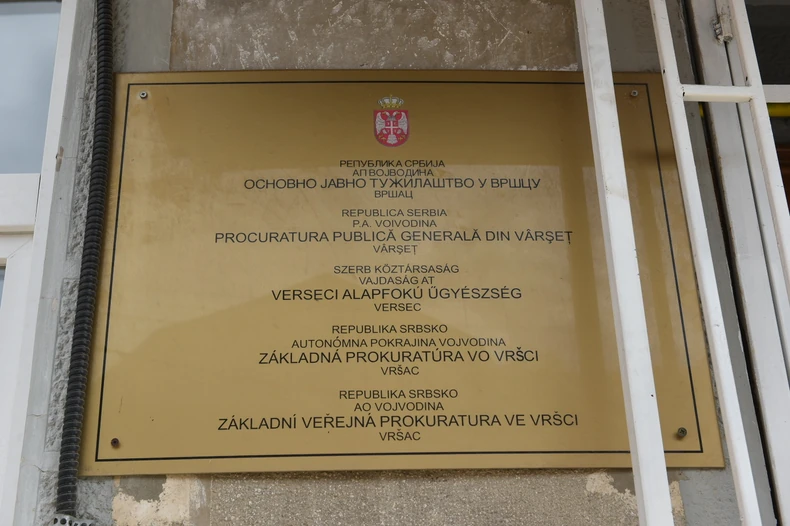 РЕПУБЛИКА СРБИЈА
АП ВОЈВОДИНА
ОСНОВНО ЈАВНО ТУЖИЛАШТВО У ВРШЦУ
ВРШАЦ
REPUBLICA SERBIA
P.A. VOIVODINA
PROCURATURA PUBLICĂ GENERALĂ DIN VÂRŞEŢ
VÂRŞEŢ
SZERB KÖZTÁRSASÁG
VAJDASÁG AT
VERSECI ALAPFOKÚ ÜGYÉSZSÉG
VERSEC
REPUBLIKA SRBSKO
AUTONÓMNA POKRAJINA VOJVODINA
ZÁKLADNÁ PROKURATÚRA VO VRŠCI
VRŠAC
REPUBLIKA SRBSKO
AO VOJVODINA
ZÁKLADNÍ VEŘEJNÁ PROKURATURA VE VRŠCI
VRŠAC